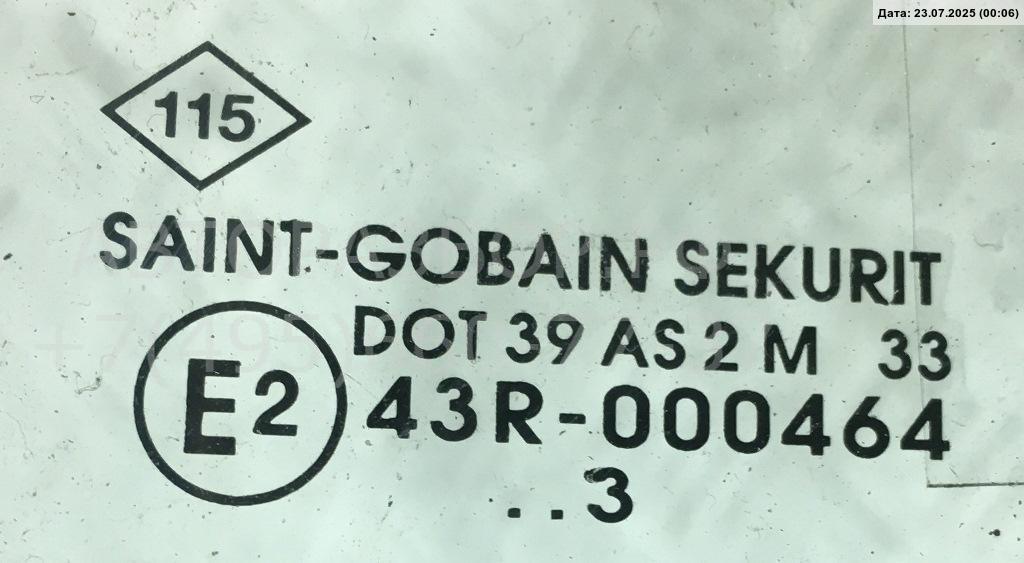 Дата: 23.07.2025 (00:06)
115
SAINT-GOBAIN SEKURIT
DOT 39 AS 2 M 33
E2 43R-000464
..3